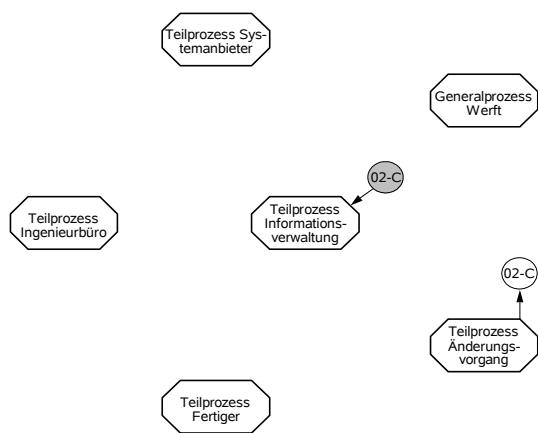 Teilprozess Sys-
temanbieter
Generalprozess
Werft
02-C
Teilprozess
Ingenieurbüro
Teilprozess
Informations-
verwaltung
02-C
Teilprozess
Änderungs-
vorgang
Teilprozess
Fertiger